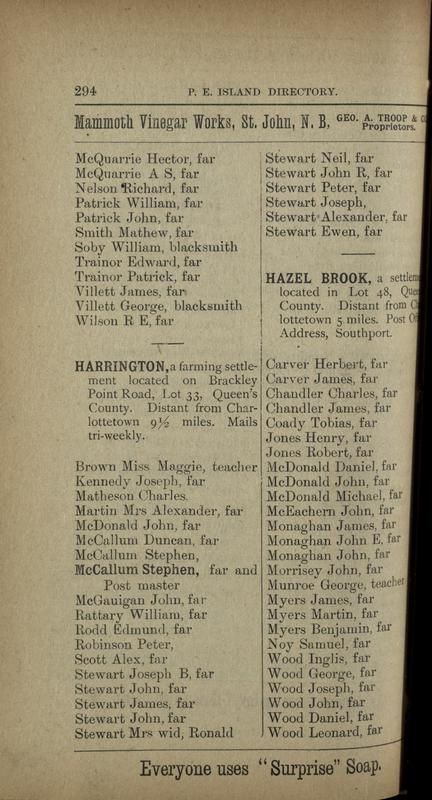 294
P. E. ISLAND DIRECTORY.
Mammoth Vinegar Works, St. John, N. B, GEO. A. TROOP &
Proprietors.
McQuarrie Hector, far
McQuarrie A S, far
Nelson Richard, far
Patrick William, far
Patrick John, far
Smith Mathew, far
Soby William, blacksmith
Trainor Edward, far
Trainor Patrick, far
Villett James, far
Villett George, blacksmith
Wilson R E, far
HARRINGTON, a farming settle-
ment located on Brackley
Point Road, Lot 33, Queen's
County. Distant from Char-
lottetown 9½ miles. Mails
tri-weekly.
Brown Miss Maggie, teacher
Kennedy Joseph, far
Matheson Charles.
Martin Mrs Alexander, far
McDonald John, far
McCallum Duncan, far
McCallum Stephen,
McCallum Stephen, far and
Post master
McGauigan John, far
Rattary William, far
Rodd Edmund, far
Robinson Peter,
Scott Alex, far
Stewart Joseph B, far
Stewart John, far
Stewart James, far
Stewart John, far
Stewart Mrs wid, Ronald
Stewart Neil, far
Stewart John R, far
Stewart Peter, far
Stewart Joseph,
Stewart Alexander, far
Stewart Ewen, far
HAZEL BROOK, a settlem
located in Lot 48, Quee
County. Distant from Ch
lottetown 5 miles. Post Of
Address, Southport.
Carver Herbert, far
Carver James, far
Chandler Charles, far
Chandler James, far
Coady Tobias, far
Jones Henry, far
Jones Robert, far
McDonald Daniel, far
McDonald John, far
McDonald Michael, far
McEachern John, far
Monaghan James, far
Monaghan John E, far
Monaghan John, far
Morrisey John, far
Munroe George, teacher
Myers James, far
Myers Martin, far
Myers Benjamin, far
Noy Samuel, far
Wood Inglis, far
Wood George, far
Wood Joseph, far
Wood John, far
Wood Daniel, far
Wood Leonard, far
Everyone uses "Surprise" Soap.